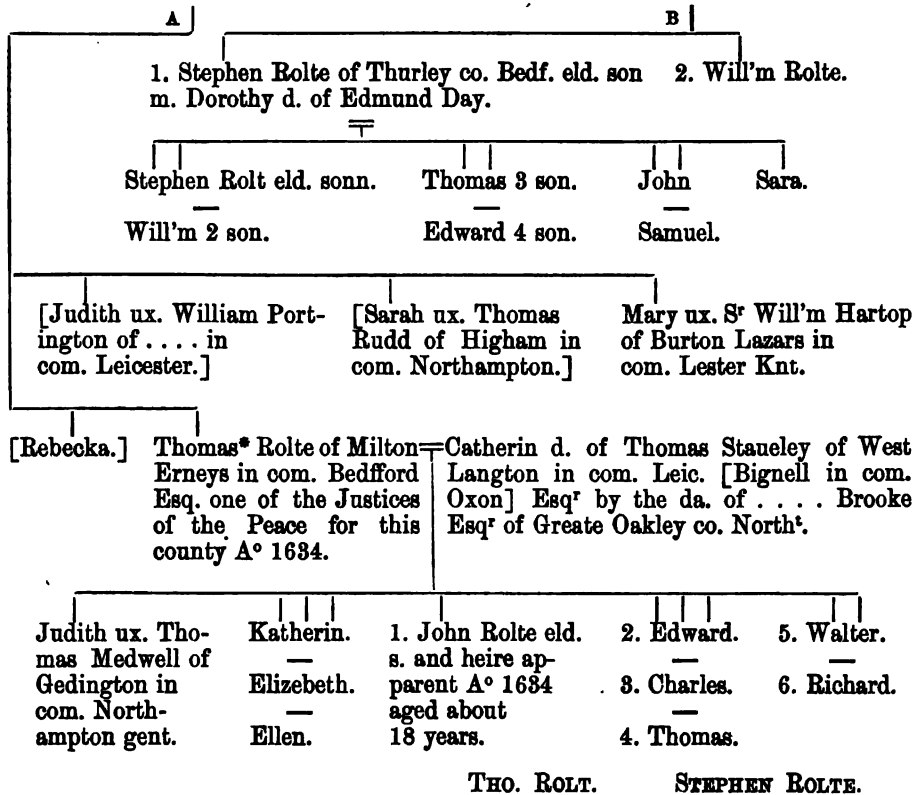 A B
1. Stephen Rolte of Thurley co. Bedf. eld. son 2. Will'm Rolte.
m. Dorothy d. of Edmund Day.
Stephen Rolt eld. sonn. Thomas 3 son. John Sara.
Will'm 2 son. Edward 4 son. Samuel.
[Judith ux. William Port-
ington of .... in
com. Leicester.]
[Sarah ux. Thomas
Rudd of Higham in
com. Northampton.]
Mary ux. Sʳ Will'm Hartop
of Burton Lazars in
com. Lester Knt.
[Rebecka.]
Thomas* Rolte of Milton
Erneys in com. Bedfford
Esq. one of the Justices
of the Peace for this
county Aº 1634.
Catherin d. of Thomas Staueley of West
Langton in com. Leic. [Bignell in com.
Oxon] Esqʳ by the da. of .... Brooke
Esqʳ of Greate Oakley co. Northᵗ.
Judith ux. Tho-
mas Medwell of
Gedington in
com. North-
ampton gent.
Katherin.
Elizebeth.
Ellen.
1. John Rolte eld.
s. and heire ap-
parent Aº 1634
aged about
18 years.
2. Edward.
3. Charles.
4. Thomas.
5. Walter.
6. Richard.
THO. ROLT. STEPHEN ROLTE.